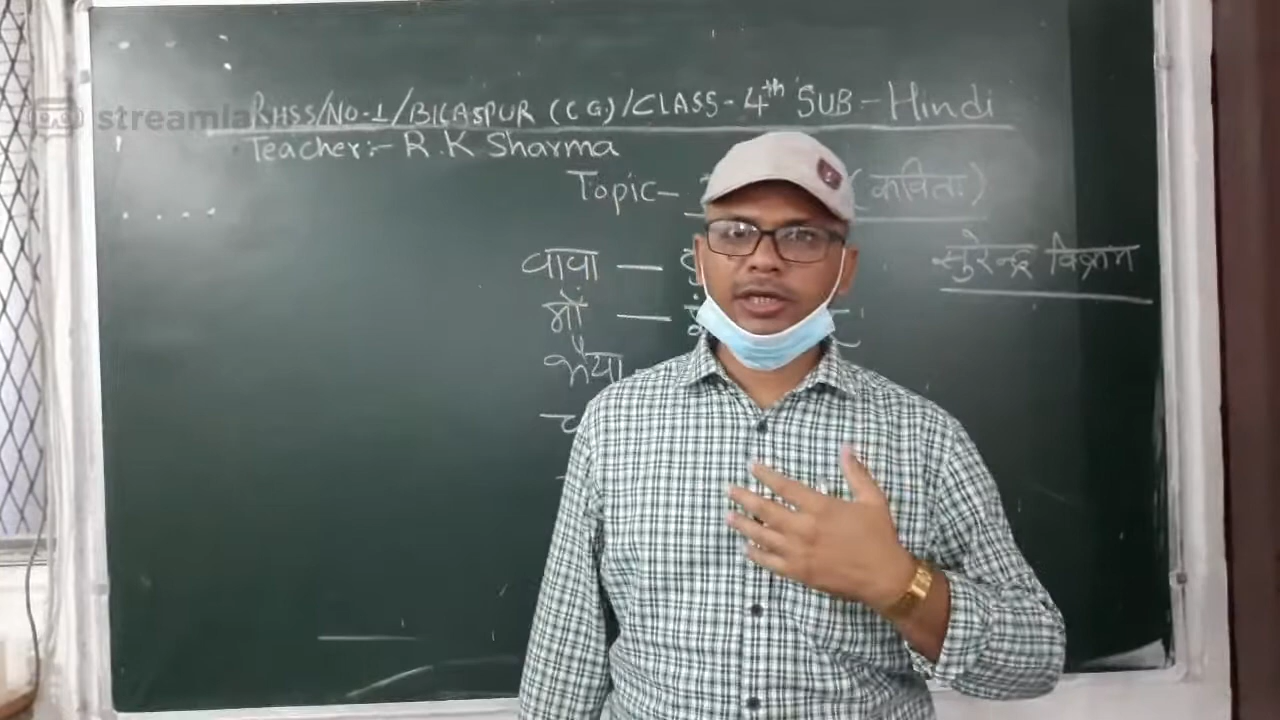 streamla
RHSS/NO-1/BILASPUR (CG)/CLASS-4th SUB-Hindi
Teacher:- R.K Sharma
Topic- (कविता)
पापा —
सुरेन्द्र विक्रम
माँ —
भैया